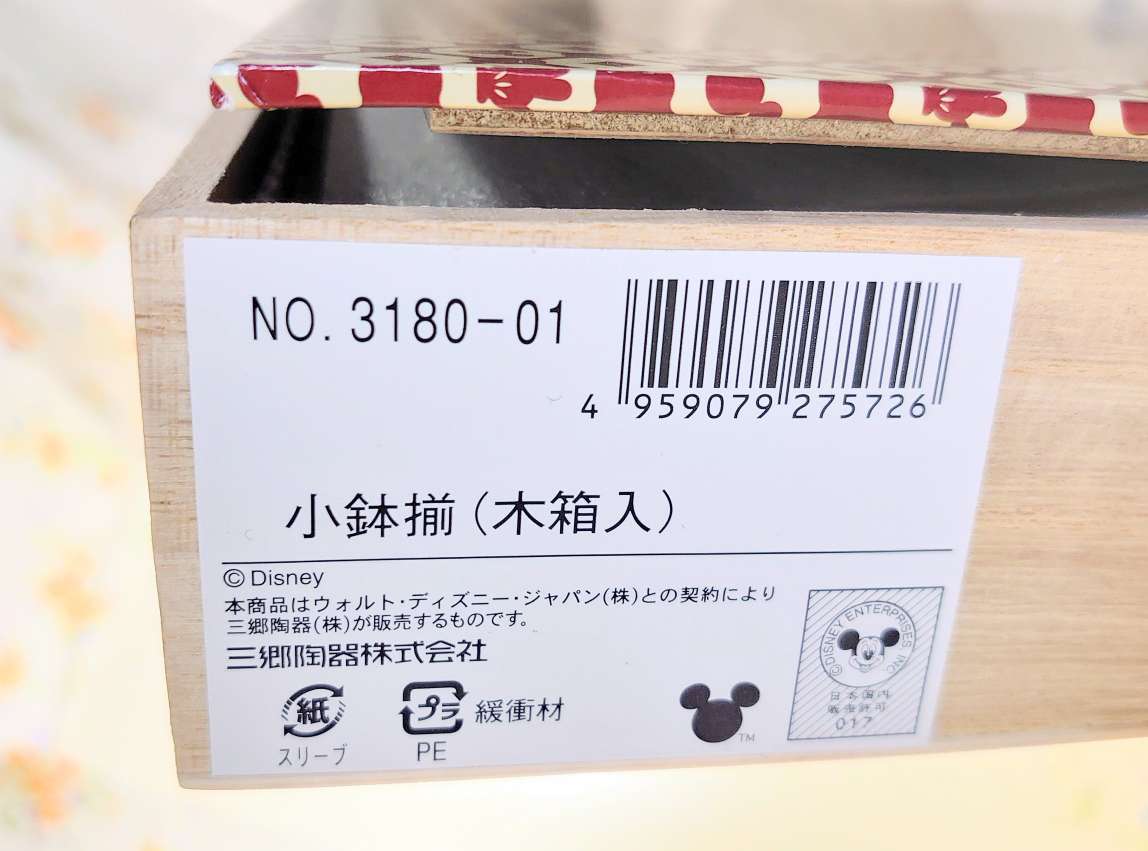 NO. 3180-01
4 959079 275726
小鉢揃(木箱入)
©Disney
本商品はウォルト・ディズニー・ジャパン(株)との契約により
三郷陶器(株)が販売するものです。
三郷陶器株式会社
紙
スリーブ
プラ
PE
緩衝材
TM
©DISNEY ENTERPRISES INC
日本国内
販売許可
017